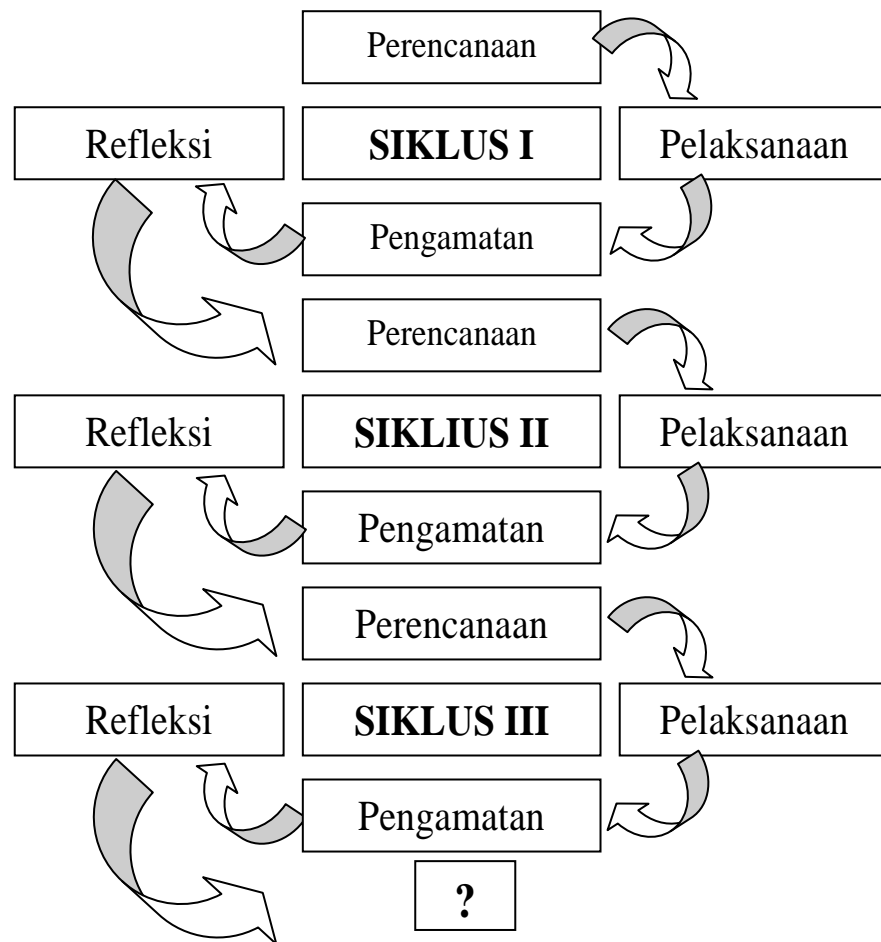 Perencanaan
Refleksi
SIKLUS I
Pelaksanaan
Pengamatan
Perencanaan
Refleksi
SIKLIUS II
Pelaksanaan
Pengamatan
Perencanaan
Refleksi
SIKLUS III
Pelaksanaan
Pengamatan
?